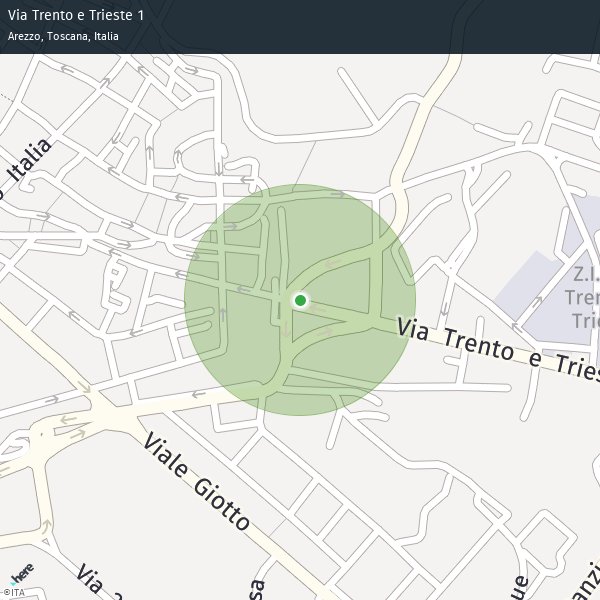 Via Trento e Trieste 1
Arezzo, Toscana, Italia
Italia
Z.I.
Tren
Trie
Via Trento e Tries
Viale Giotto
Via
here
©ITA
sa
que
anzi